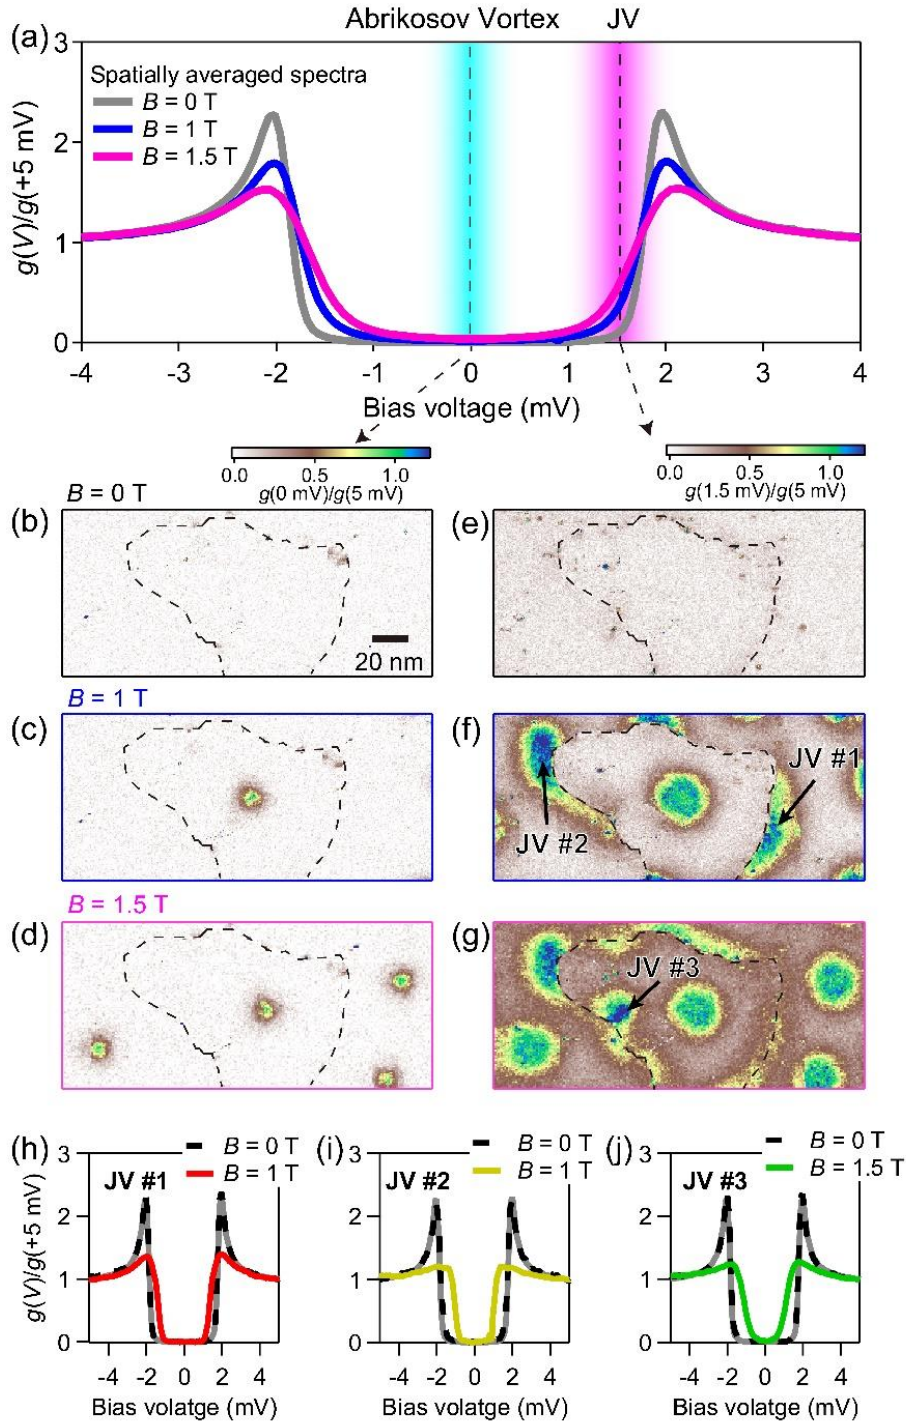 Abrikosov Vortex JV
(a)
3
2
1
0
g(V)/g(+5 mV)
Spatially averaged spectra
B = 0 T
B = 1 T
B = 1.5 T
-4 -3 -2 -1 0 1 2 3 4
Bias voltage (mV)
0.0 0.5 1.0
g(0 mV)/g(5 mV)
0.0 0.5 1.0
g(1.5 mV)/g(5 mV)
B = 0 T
(b)
20 nm
(e)
B = 1 T
(c)
(f)
JV #1
JV #2
B = 1.5 T
(d)
(g)
JV #3
(h)
B = 0 T
B = 1 T
JV #1
3
2
1
0
g(V)/g(+5 mV)
-4 -2 0 2 4
Bias volatge (mV)
(i)
B = 0 T
B = 1 T
JV #2
3
2
1
0
-4 -2 0 2 4
Bias volatge (mV)
(j)
B = 0 T
B = 1.5 T
JV #3
3
2
1
0
-4 -2 0 2 4
Bias voltage (mV)